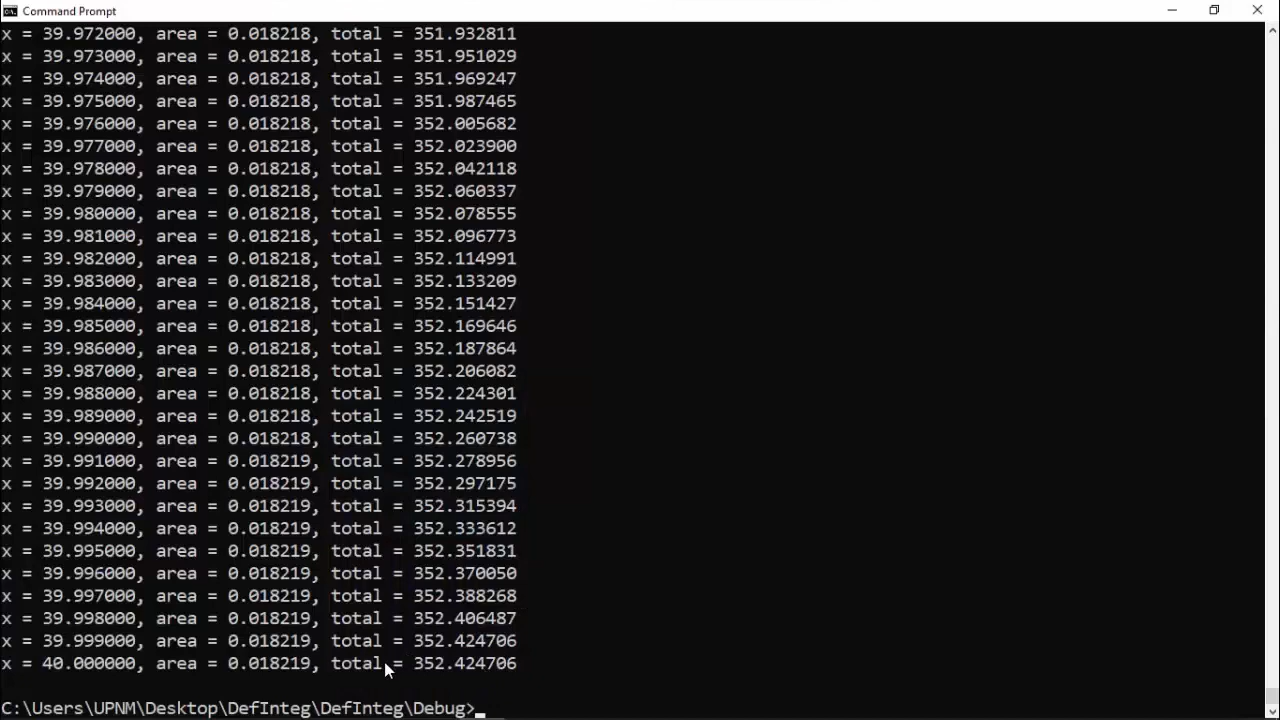 Command Prompt
x = 39.972000, area = 0.018218, total = 351.932811
x = 39.973000, area = 0.018218, total = 351.951029
x = 39.974000, area = 0.018218, total = 351.969247
x = 39.975000, area = 0.018218, total = 351.987465
x = 39.976000, area = 0.018218, total = 352.005682
x = 39.977000, area = 0.018218, total = 352.023900
x = 39.978000, area = 0.018218, total = 352.042118
x = 39.979000, area = 0.018218, total = 352.060337
x = 39.980000, area = 0.018218, total = 352.078555
x = 39.981000, area = 0.018218, total = 352.096773
x = 39.982000, area = 0.018218, total = 352.114991
x = 39.983000, area = 0.018218, total = 352.133209
x = 39.984000, area = 0.018218, total = 352.151427
x = 39.985000, area = 0.018218, total = 352.169646
x = 39.986000, area = 0.018218, total = 352.187864
x = 39.987000, area = 0.018218, total = 352.206082
x = 39.988000, area = 0.018218, total = 352.224301
x = 39.989000, area = 0.018218, total = 352.242519
x = 39.990000, area = 0.018218, total = 352.260738
x = 39.991000, area = 0.018219, total = 352.278956
x = 39.992000, area = 0.018219, total = 352.297175
x = 39.993000, area = 0.018219, total = 352.315394
x = 39.994000, area = 0.018219, total = 352.333612
x = 39.995000, area = 0.018219, total = 352.351831
x = 39.996000, area = 0.018219, total = 352.370050
x = 39.997000, area = 0.018219, total = 352.388268
x = 39.998000, area = 0.018219, total = 352.406487
x = 39.999000, area = 0.018219, total = 352.424706
x = 40.000000, area = 0.018219, total = 352.424706
C:\Users\UPNM\Desktop\DefInteg\DefInteg\Debug>